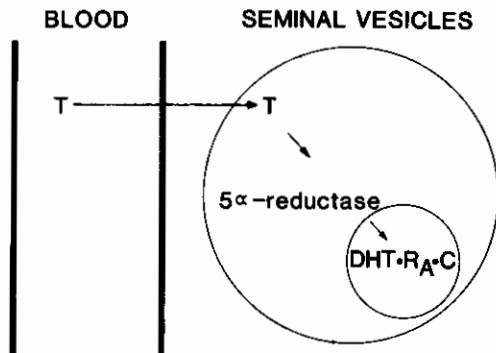 BLOOD SEMINAL VESICLES
T T
5α-reductase
DHT·R_A·C